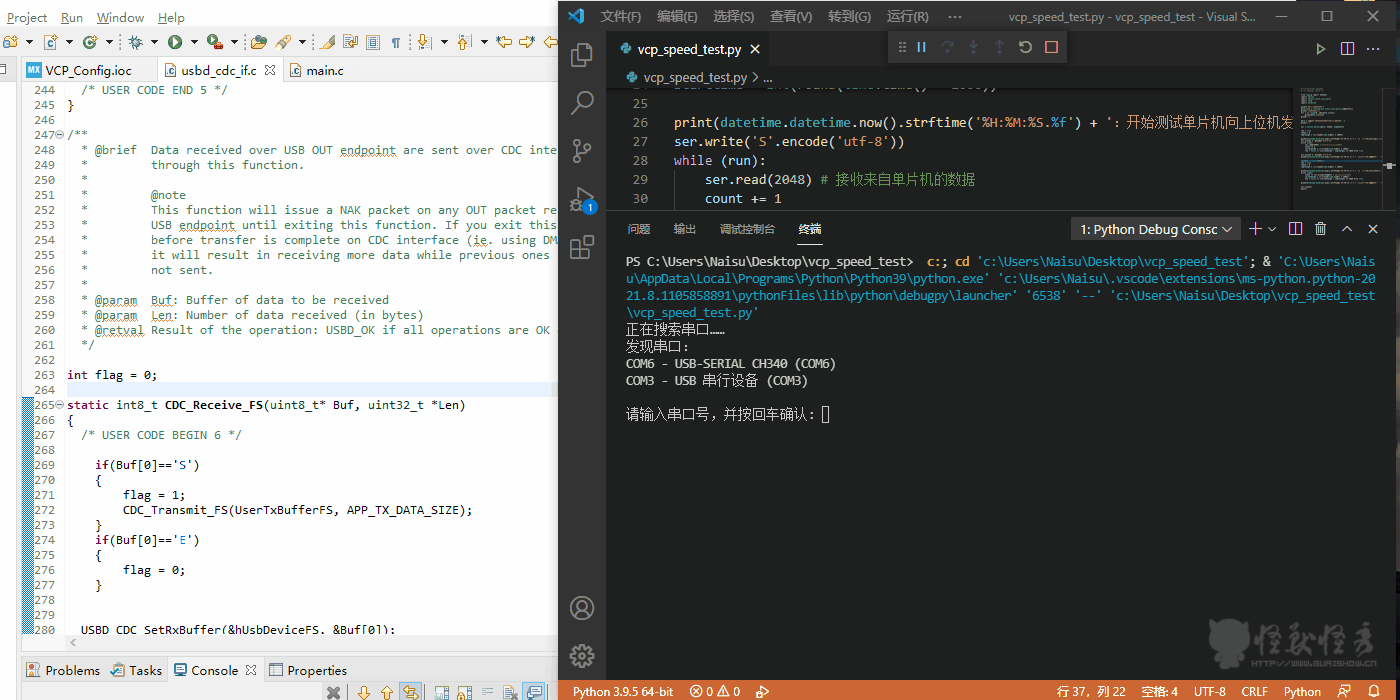 Project Run Window Help
VCP_Config.ioc usbd_cdc_if.c main.c
244 /* USER CODE END 5 */
245 }
246
247 /**
248 * @brief Data received over USB OUT endpoint are sent over CDC inte
249 * through this function.
250 *
251 * @note
252 * This function will issue a NAK packet on any OUT packet re
253 * USB endpoint until exiting this function. If you exit this
254 * before transfer is complete on CDC interface (ie. using DM
255 * it will result in receiving more data while previous ones
256 * not sent.
257 *
258 * @param Buf: Buffer of data to be received
259 * @param Len: Number of data received (in bytes)
260 * @retval Result of the operation: USBD_OK if all operations are OK
261 */
262
263 int flag = 0;
264
265 static int8_t CDC_Receive_FS(uint8_t* Buf, uint32_t *Len)
266 {
267 /* USER CODE BEGIN 6 */
268
269 if(Buf[0]=='S')
270 {
271 flag = 1;
272 CDC_Transmit_FS(UserTxBufferFS, APP_TX_DATA_SIZE);
273 }
274 if(Buf[0]=='E')
275 {
276 flag = 0;
277 }
278
279
280 USBD_CDC_SetRxBuffer(&hUsbDeviceFS, &Buf[0]);
Problems Tasks Console Properties
文件(F) 编辑(E) 选择(S) 查看(V) 转到(G) 运行(R) ··· vcp_speed_test.py - vcp_speed_test - Visual S...
vcp_speed_test.py
vcp_speed_test.py > ...
25
26 print(datetime.datetime.now().strftime('%H:%M:%S.%f') + ': 开始测试单片机向上位机发
27 ser.write('S'.encode('utf-8'))
28 while (run):
29 ser.read(2048) # 接收来自单片机的数据
30 count += 1
问题 输出 调试控制台 终端 1: Python Debug Consc
PS C:\Users\Naisu\Desktop\vcp_speed_test> c:; cd 'c:\Users\Naisu\Desktop\vcp_speed_test'; & 'C:\Users\Nais
u\AppData\Local\Programs\Python\Python39\python.exe' 'c:\Users\Naisu\.vscode\extensions\ms-python.python-20
21.8.1105858891\pythonFiles\lib\python\debugpy\launcher' '6538' '--' 'c:\Users\Naisu\Desktop\vcp_speed_test
\vcp_speed_test.py'
正在搜索串口……
发现串口:
COM6 - USB-SERIAL CH340 (COM6)
COM3 - USB 串行设备 (COM3)
请输入串口号，并按回车确认:
1
怪兽怪秀
HTTP://WWW.GUAISHOW.CN
Python 3.9.5 64-bit 0 0 行 37，列 22 空格: 4 UTF-8 CRLF Python